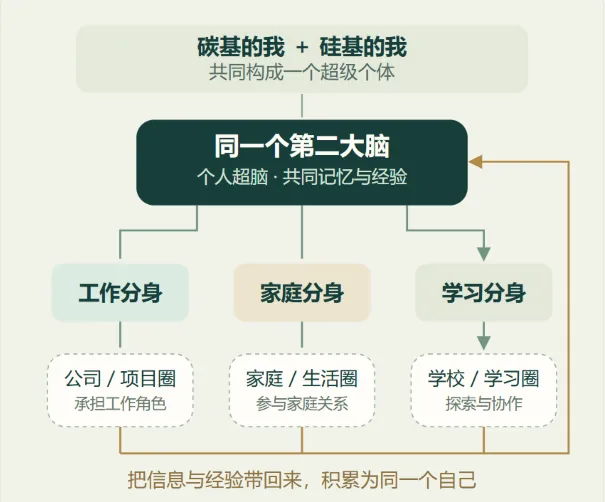 碳基的我 + 硅基的我
共同构成一个超级个体
同一个第二大脑
个人超脑 · 共同记忆与经验
工作分身
家庭分身
学习分身
公司 / 项目圈
承担工作角色
家庭 / 生活圈
参与家庭关系
学校 / 学习圈
探索与协作
把信息与经验带回来，积累为同一个自己